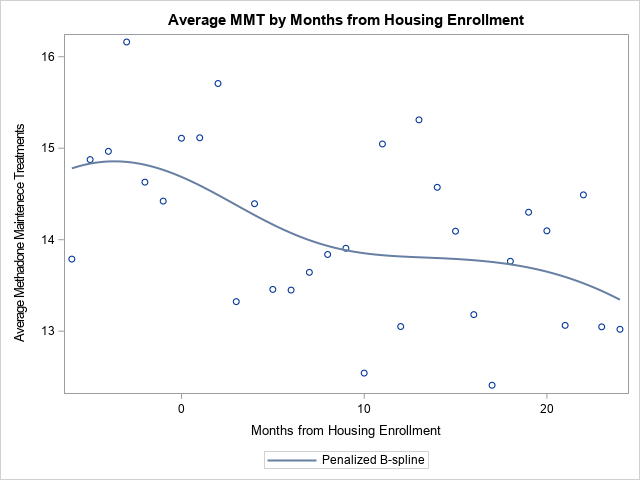 Average MMT by Months from Housing Enrollment
16
15
14
13
Average Methadone Maintenece Treatments
0 10 20
Months from Housing Enrollment
Penalized B-spline